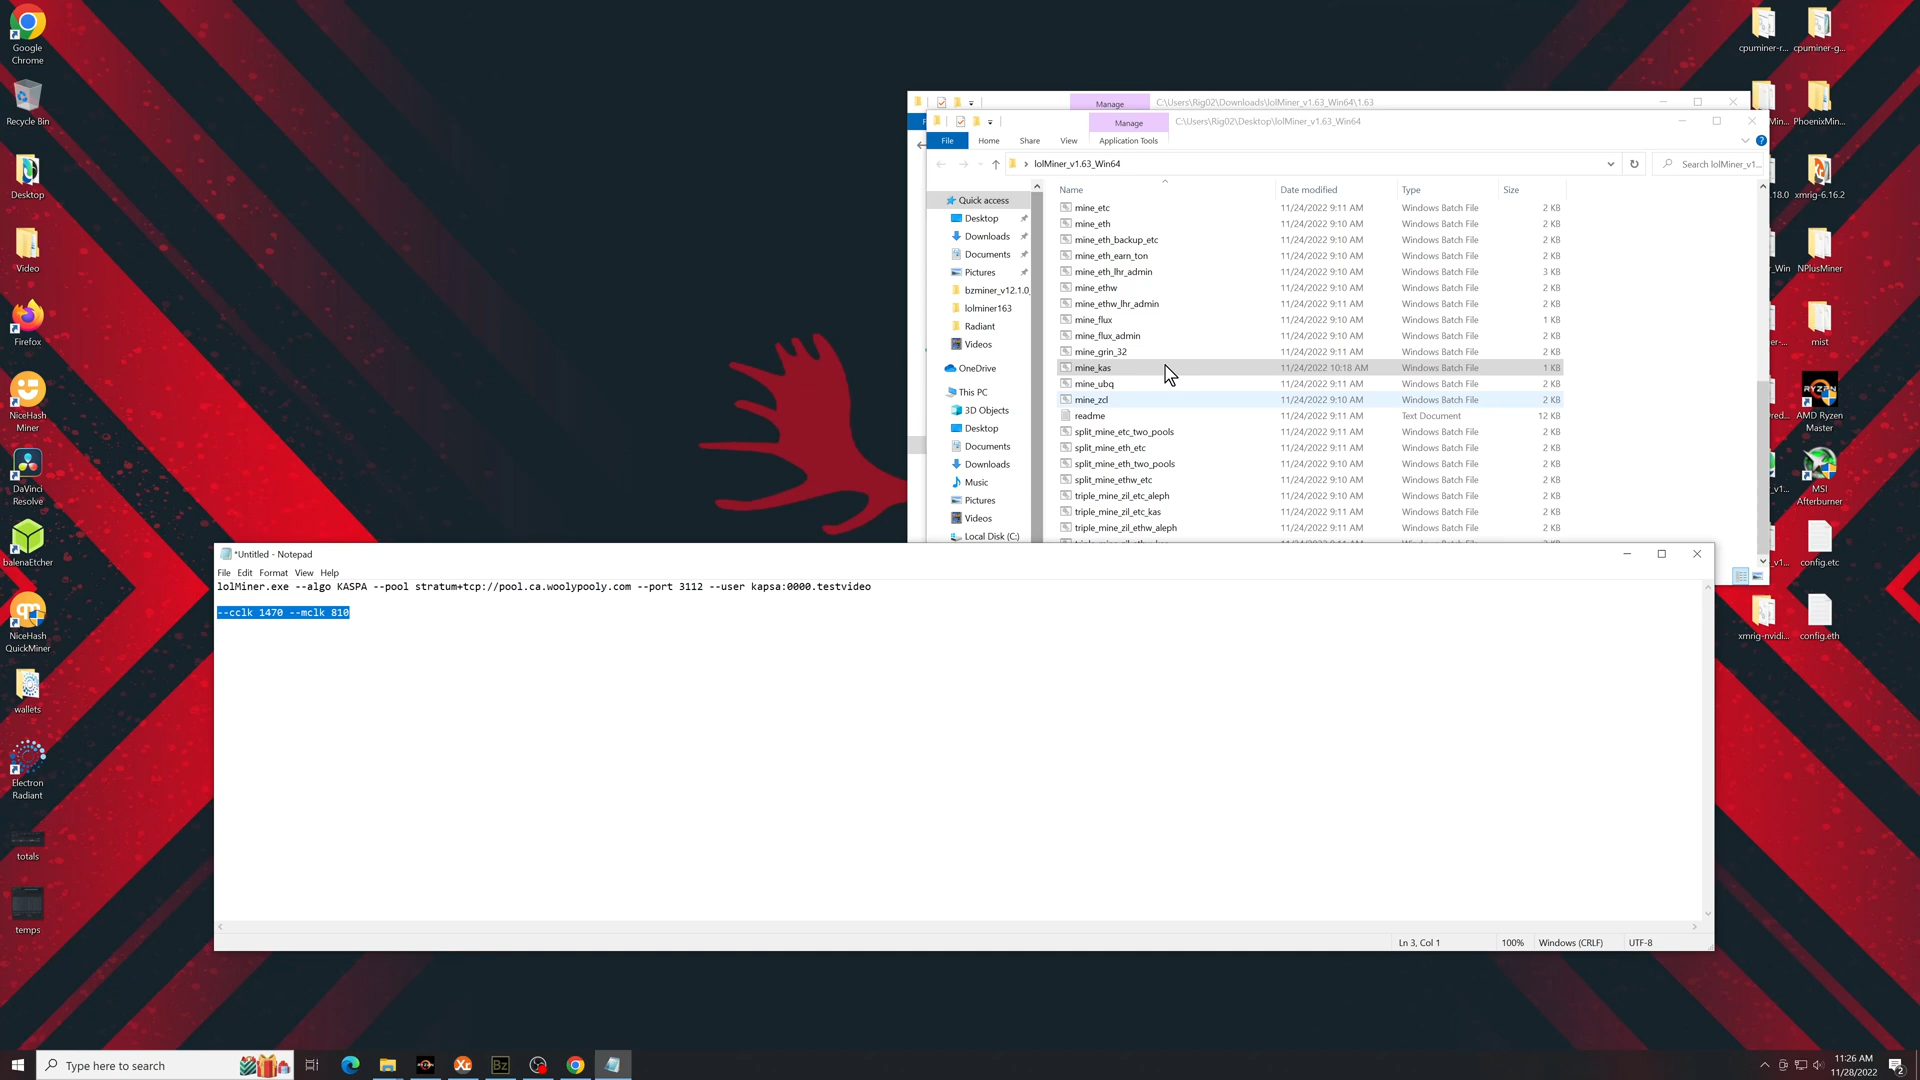 Google
Chrome
Recycle Bin
Desktop
Video
Firefox
NiceHash
Miner
DaVinci
Resolve
balenaEtcher
NiceHash
QuickMiner
wallets
Electron
Radiant
totals
temps
Manage C:\Users\Rig02\Downloads\lolMiner_v1.63_Win64\1.63
Manage C:\Users\Rig02\Desktop\lolMiner_v1.63_Win64
File Home Share View Application Tools
lolMiner_v1.63_Win64
Search lolMiner_v1...
Quick access
Desktop
Downloads
Documents
Pictures
bzminer_v12.1.0_
lolminer163
Radiant
Videos
OneDrive
This PC
3D Objects
Desktop
Documents
Downloads
Music
Pictures
Videos
Local Disk (C:)
Name Date modified Type Size
mine_etc 11/24/2022 9:11 AM Windows Batch File 2 KB
mine_eth 11/24/2022 9:10 AM Windows Batch File 2 KB
mine_eth_backup_etc 11/24/2022 9:10 AM Windows Batch File 2 KB
mine_eth_earn_ton 11/24/2022 9:10 AM Windows Batch File 2 KB
mine_eth_lhr_admin 11/24/2022 9:10 AM Windows Batch File 3 KB
mine_ethw 11/24/2022 9:10 AM Windows Batch File 2 KB
mine_ethw_lhr_admin 11/24/2022 9:11 AM Windows Batch File 2 KB
mine_flux 11/24/2022 9:10 AM Windows Batch File 1 KB
mine_flux_admin 11/24/2022 9:10 AM Windows Batch File 2 KB
mine_grin_32 11/24/2022 9:11 AM Windows Batch File 2 KB
mine_kas 11/24/2022 10:18 AM Windows Batch File 1 KB
mine_ubq 11/24/2022 9:11 AM Windows Batch File 2 KB
mine_zcl 11/24/2022 9:10 AM Windows Batch File 2 KB
readme 11/24/2022 9:11 AM Text Document 12 KB
split_mine_etc_two_pools 11/24/2022 9:11 AM Windows Batch File 2 KB
split_mine_eth_etc 11/24/2022 9:11 AM Windows Batch File 2 KB
split_mine_eth_two_pools 11/24/2022 9:10 AM Windows Batch File 2 KB
split_mine_ethw_etc 11/24/2022 9:11 AM Windows Batch File 2 KB
triple_mine_zil_etc_aleph 11/24/2022 9:11 AM Windows Batch File 2 KB
triple_mine_zil_etc_kas 11/24/2022 9:11 AM Windows Batch File 2 KB
triple_mine_zil_ethw_aleph 11/24/2022 9:11 AM Windows Batch File 2 KB
*Untitled - Notepad
File Edit Format View Help
lolMiner.exe --algo KASPA --pool stratum+tcp://pool.ca.woolypooly.com --port 3112 --user kapsa:0000.testvideo
--cclk 1470 --mclk 810
Ln 3, Col 1 100% Windows (CRLF) UTF-8
cpuminer-r... cpuminer-g...
Min... PhoenixMin...
.18.0 xmrig-6.16.2
_Win NPlusMiner
er-... mist
red... AMD Ryzen
Master
_v1... MSI
Afterburner
_v1... config.etc
xmrig-nvidi... config.eth
Type here to search
Bz
11:26 AM
11/28/2022
2